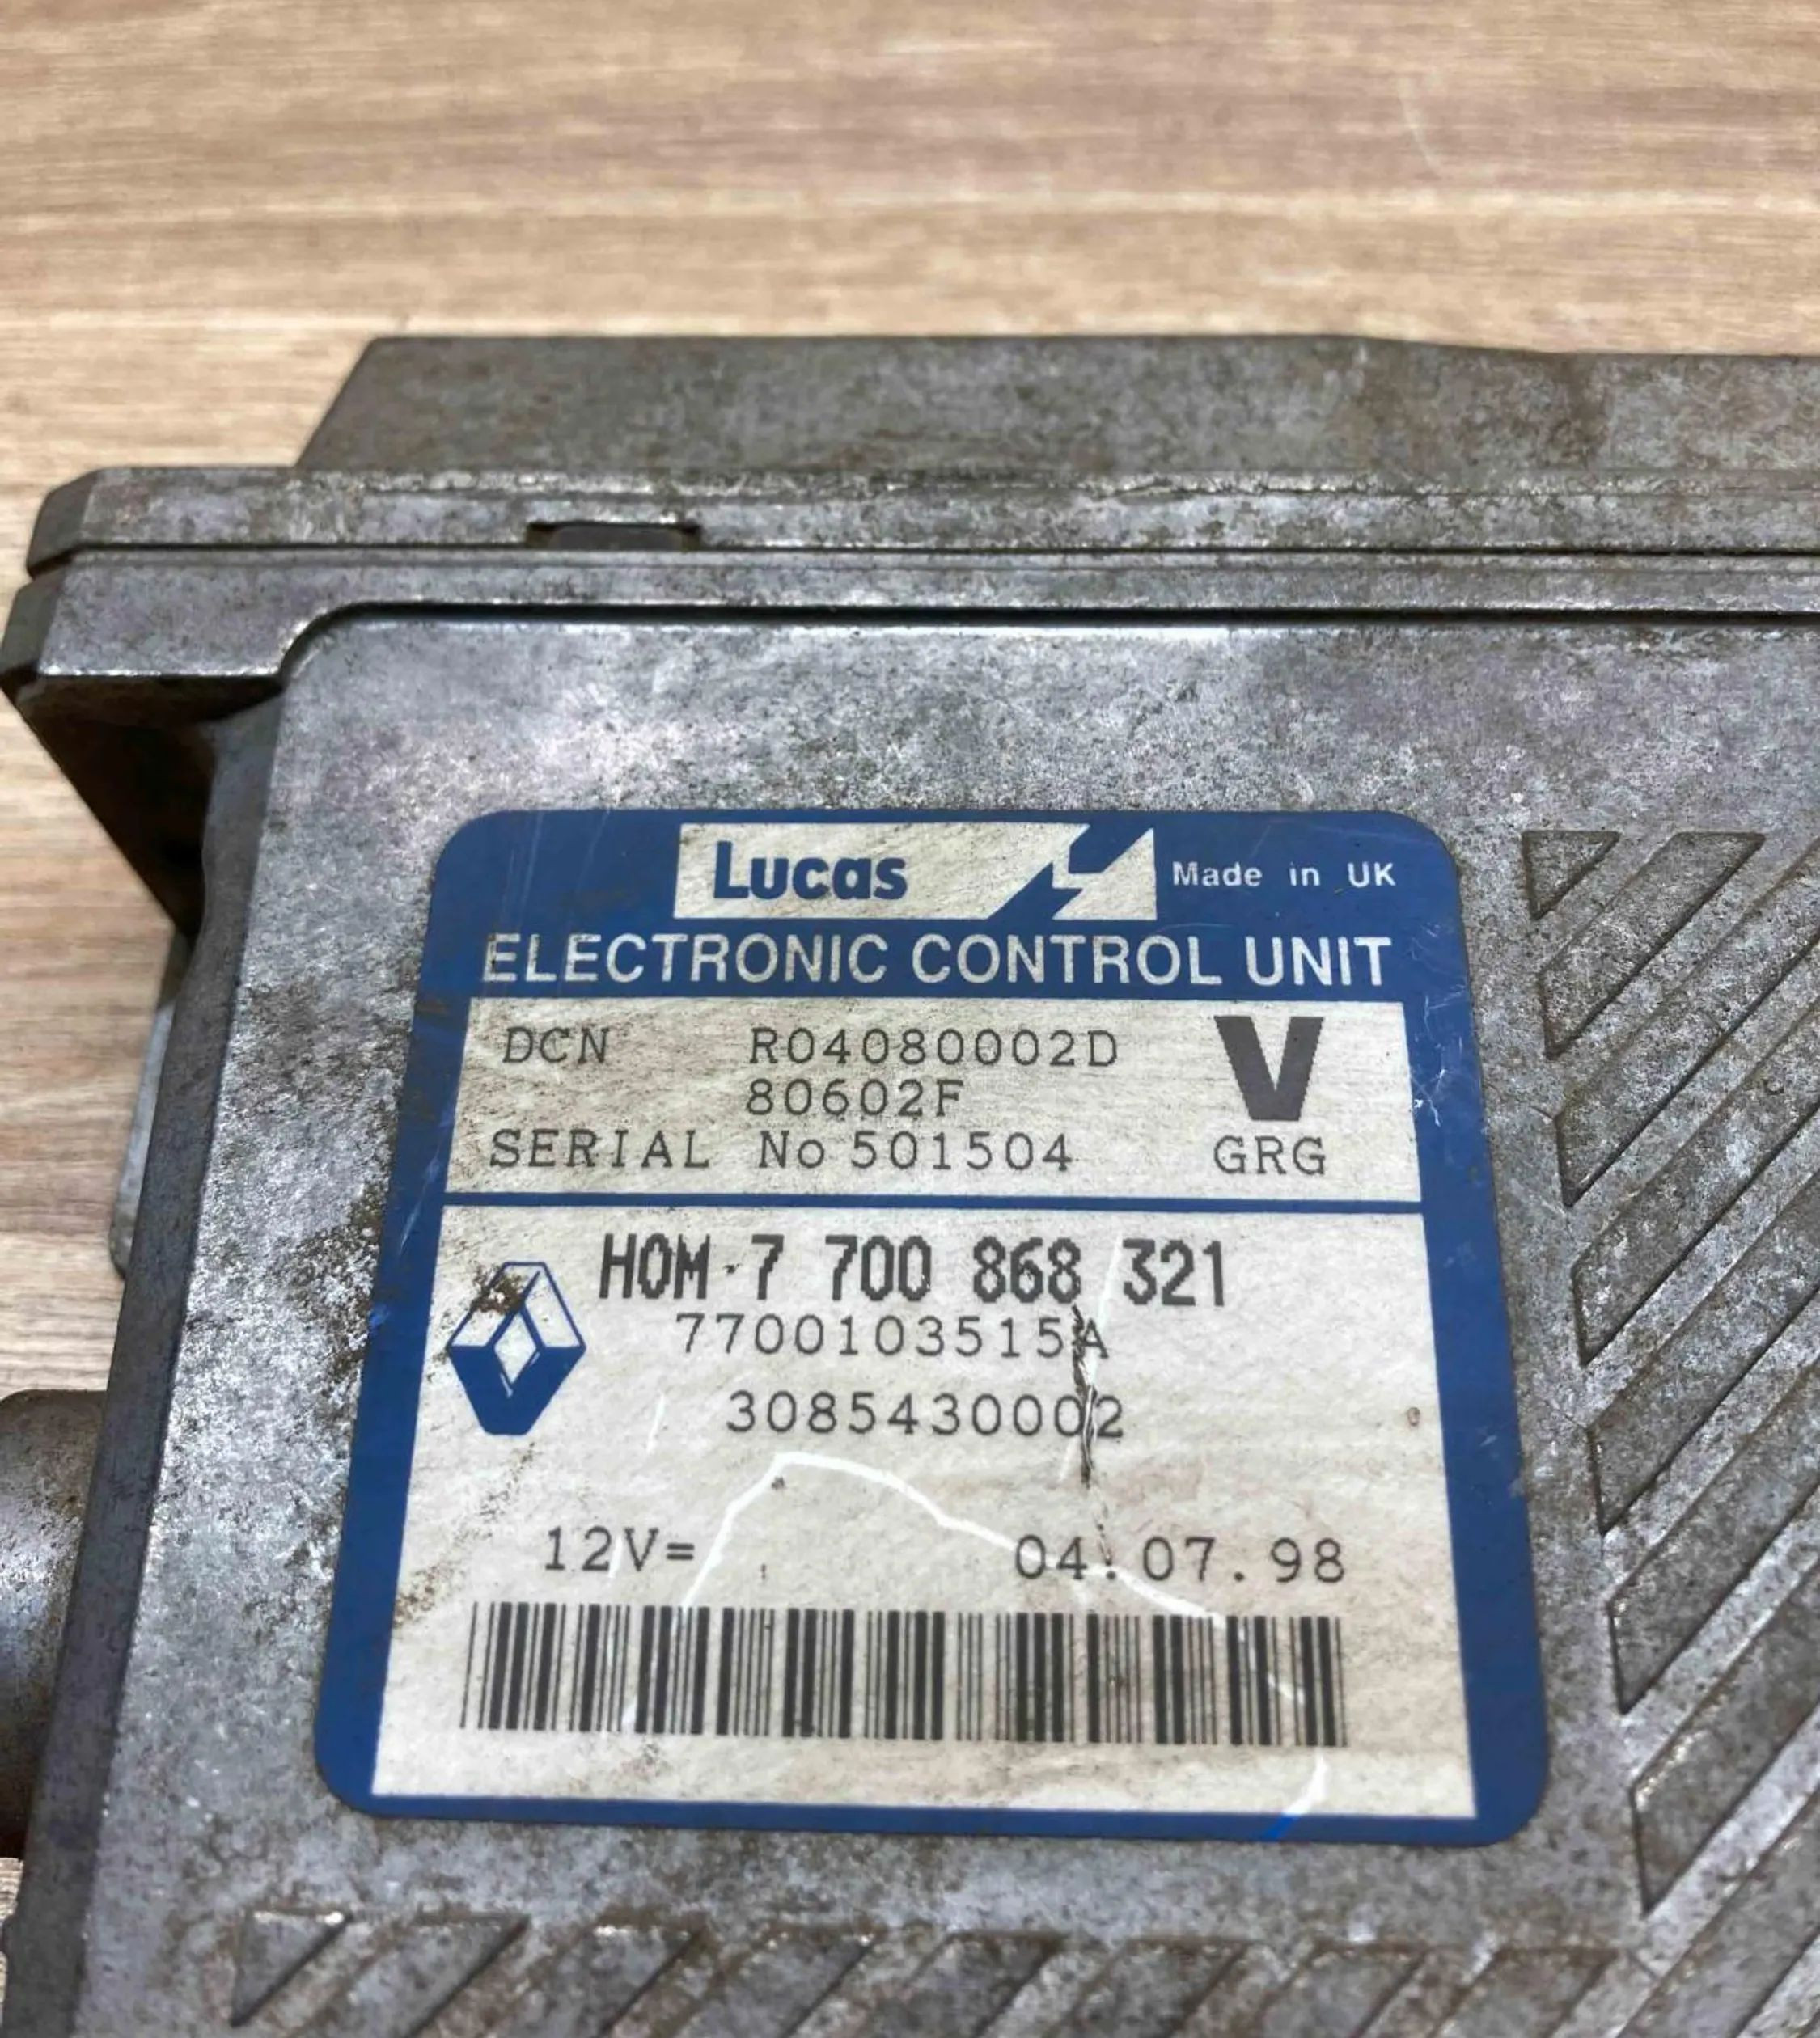 Lucas Made in UK
ELECTRONIC CONTROL UNIT
DCN R04080002D V
80602F
SERIAL No 501504 GRG
HOM 7 700 868 321
7700103515A
3085430002
12V= 04.07.98